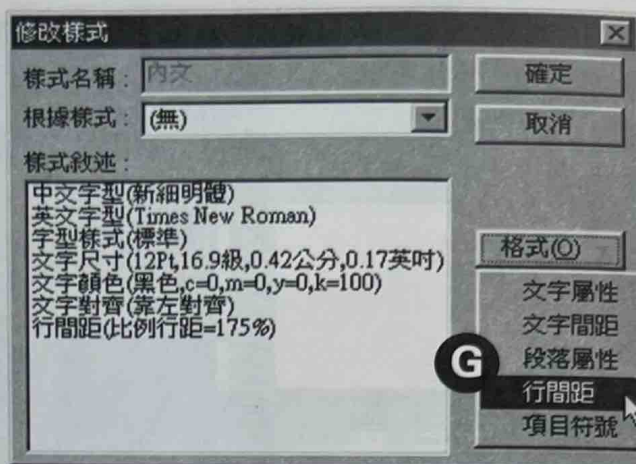 修改樣式
樣式名稱：內文
確定
根據樣式：(無)
取消
樣式敘述：
中文字型(新細明體)
英文字型(Times New Roman)
字型樣式(標準)
文字尺寸(12Pt,16.9級,0.42公分,0.17英吋)
文字顏色(黑色,c=0,m=0,y=0,k=100)
文字對齊(靠左對齊)
行間距(比例行距=175%)
格式(O)
文字屬性
文字間距
段落屬性
G
行間距
項目符號